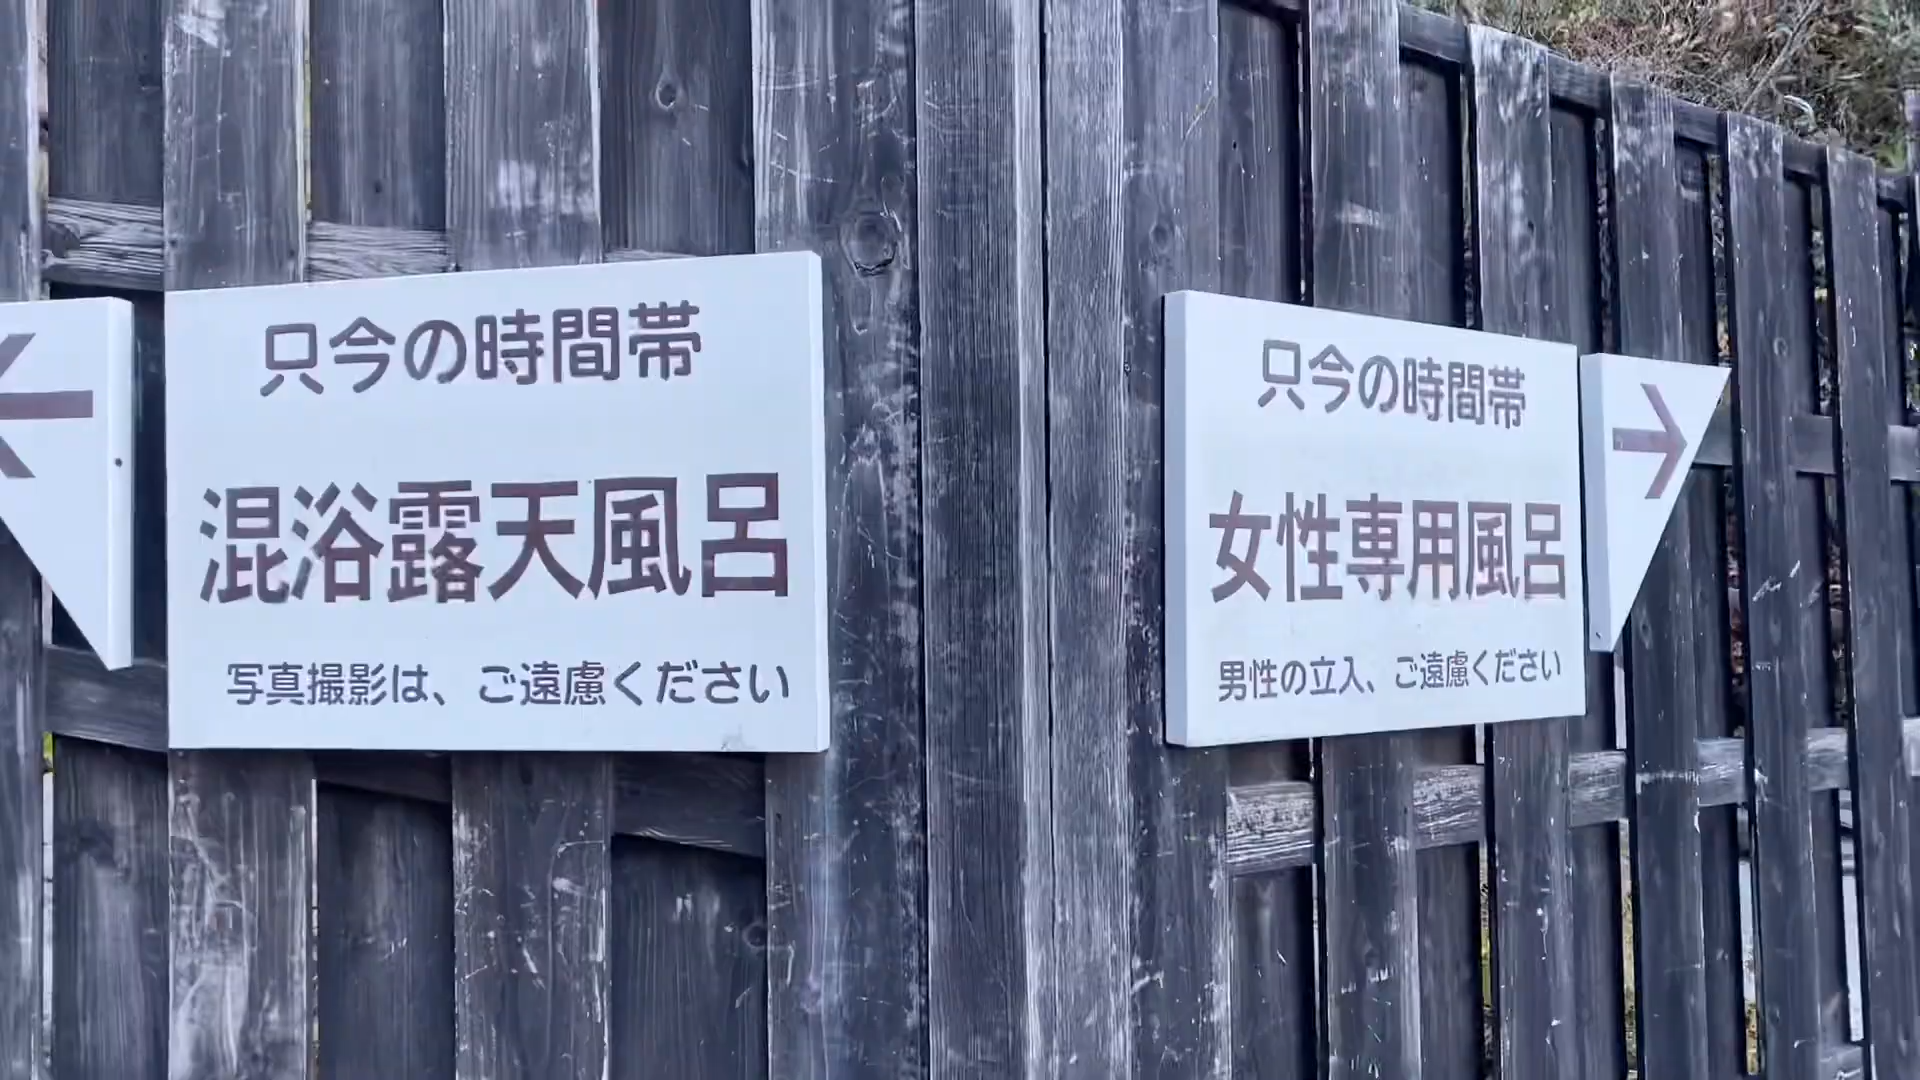 只今の時間帯
混浴露天風呂
写真撮影は、ご遠慮ください
只今の時間帯
女性専用風呂
男性の立入、ご遠慮ください